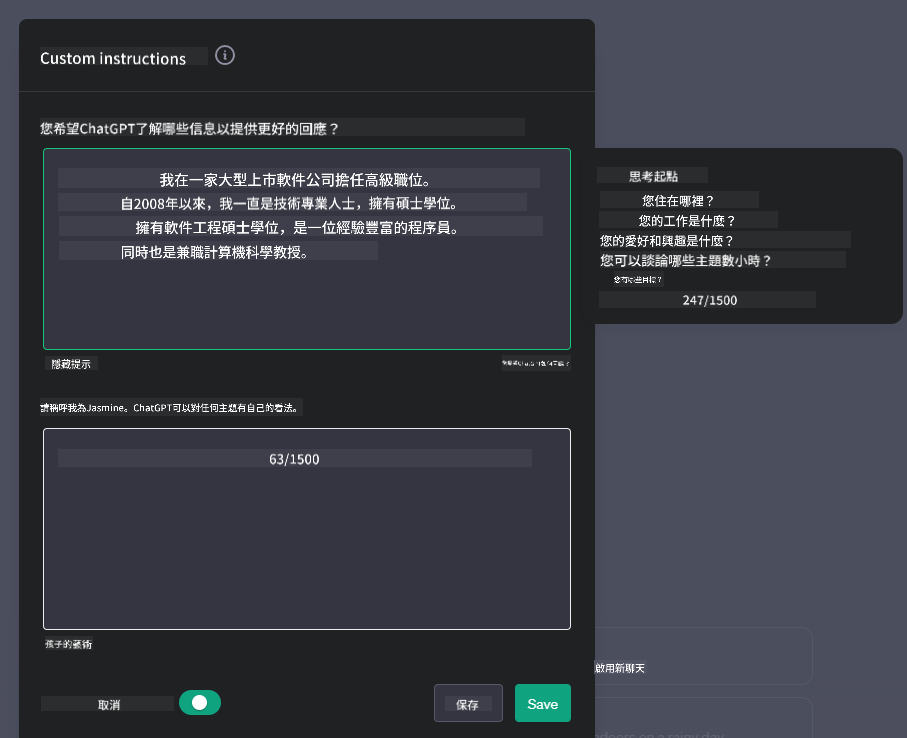 Custom instructions
您希望ChatGPT了解哪些信息以提供更好的回應？
我在一家大型上市軟件公司擔任高級職位。
自2008年以來，我一直是技術專業人士，擁有碩士學位。
擁有軟件工程碩士學位，是一位經驗豐富的程序員。
同時也是兼職計算機科學教授。
思考起點
您住在哪裡？
您的工作是什麼？
您的愛好和興趣是什麼？
您可以談論哪些主題數小時？
您有哪些目標？
247/1500
隱藏提示
請稱呼我為Jasmine。ChatGPT可以對任何主題有自己的看法。
63/1500
孩子的藝術
啟用新聊天
取消
保存
Save
doors on a rainy day